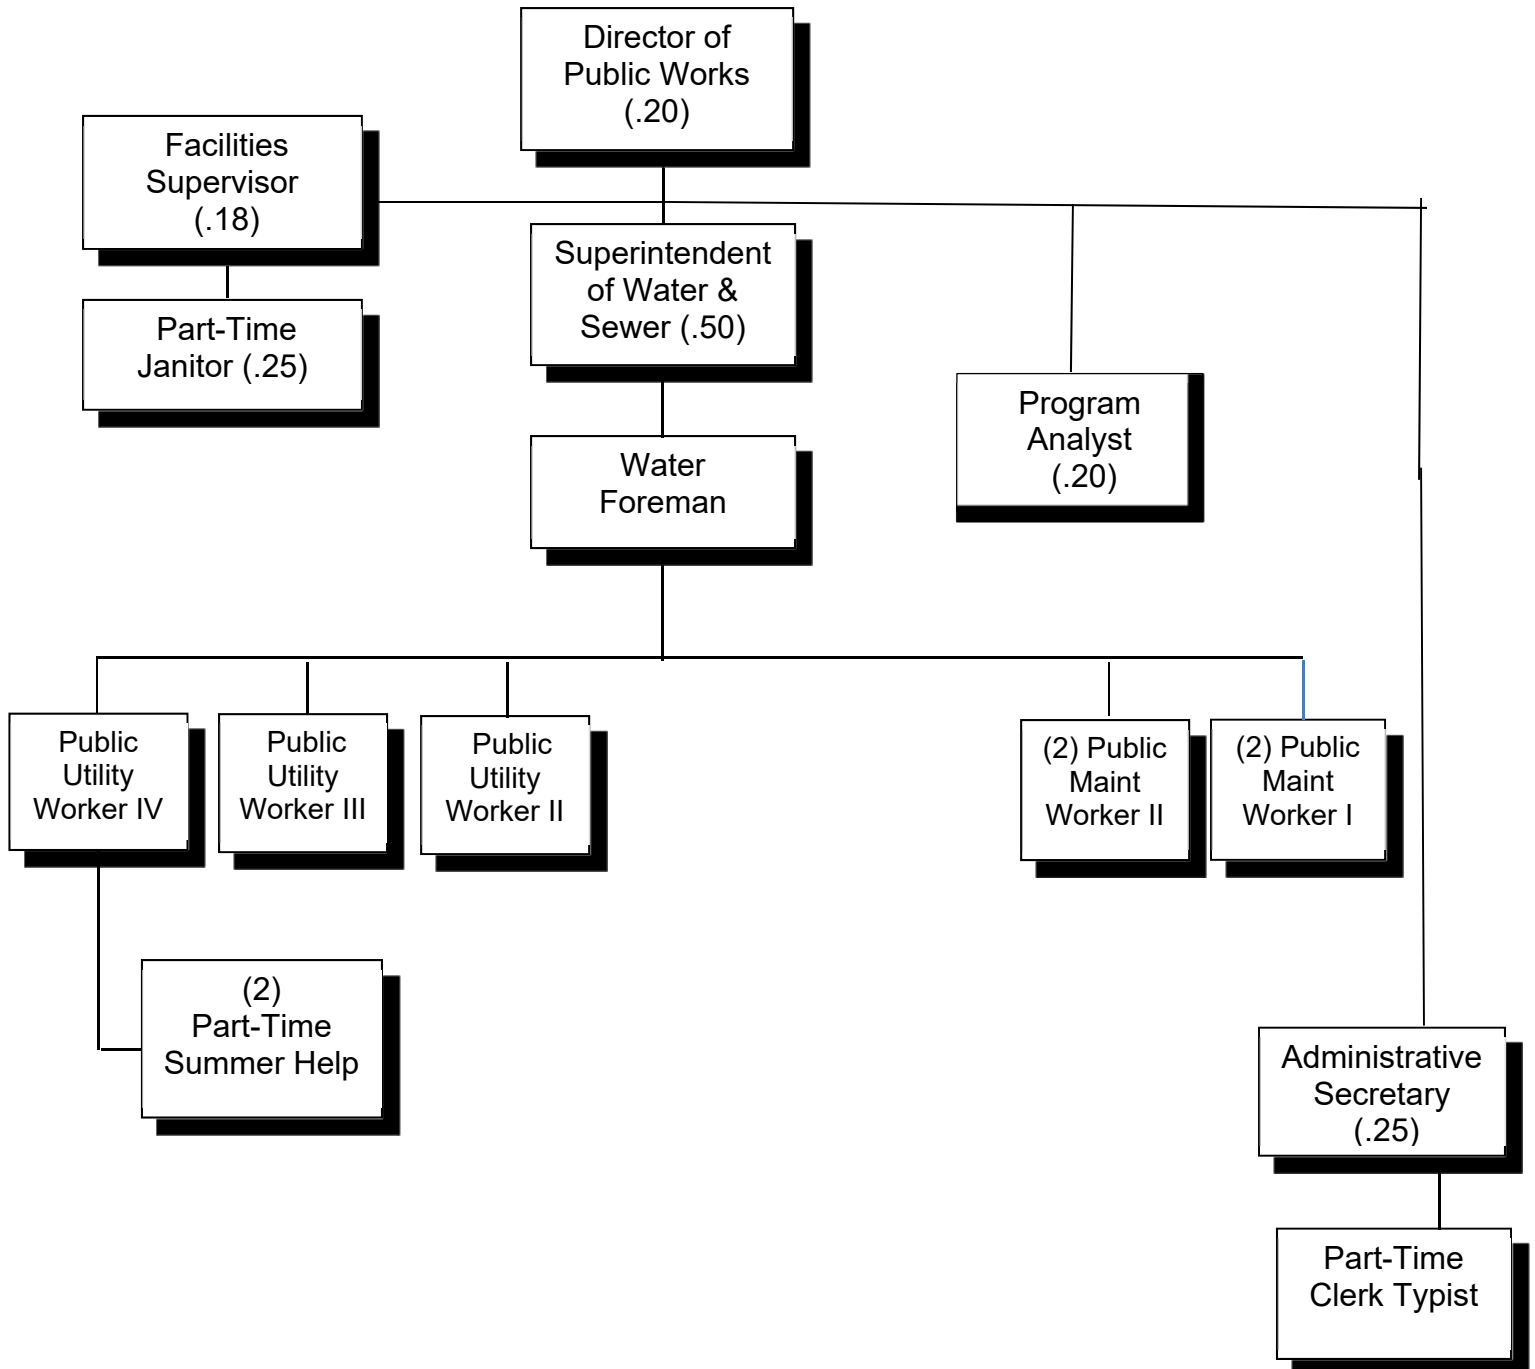 Director of
Public Works
(.20)
Facilities
Supervisor
(.18)
Superintendent
of Water &
Sewer (.50)
Part-Time
Janitor (.25)
Program
Analyst
(.20)
Water
Foreman
Public
Utility
Worker IV
Public
Utility
Worker III
Public
Utility
Worker II
(2) Public
Maint
Worker II
(2) Public
Maint
Worker I
(2)
Part-Time
Summer Help
Administrative
Secretary
(.25)
Part-Time
Clerk Typist